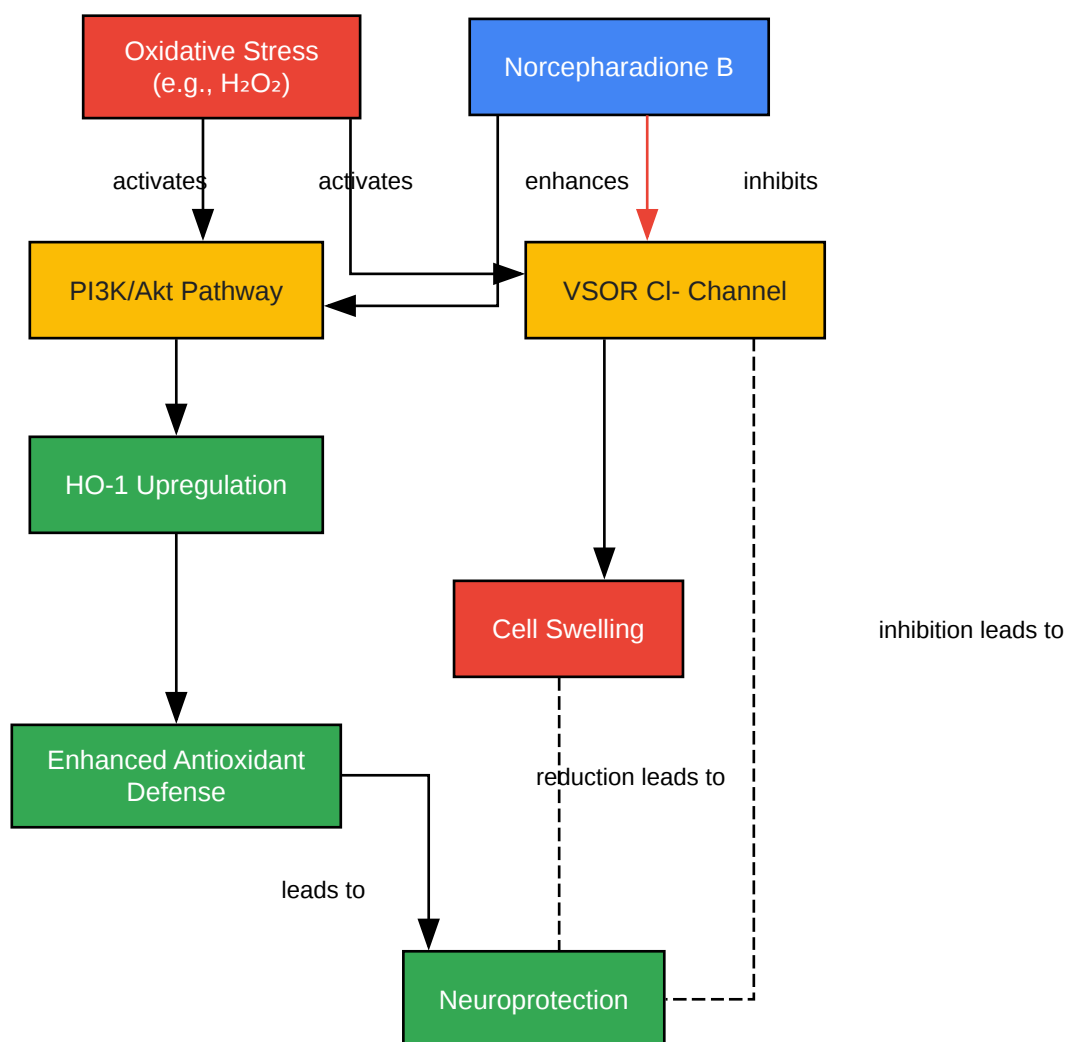 Oxidative Stress
(e.g., H₂O₂)
Norcepharadione B
activates
activates
enhances
inhibits
PI3K/Akt Pathway
VSOR Cl- Channel
HO-1 Upregulation
Cell Swelling
inhibition leads to
Enhanced Antioxidant
Defense
reduction leads to
leads to
Neuroprotection